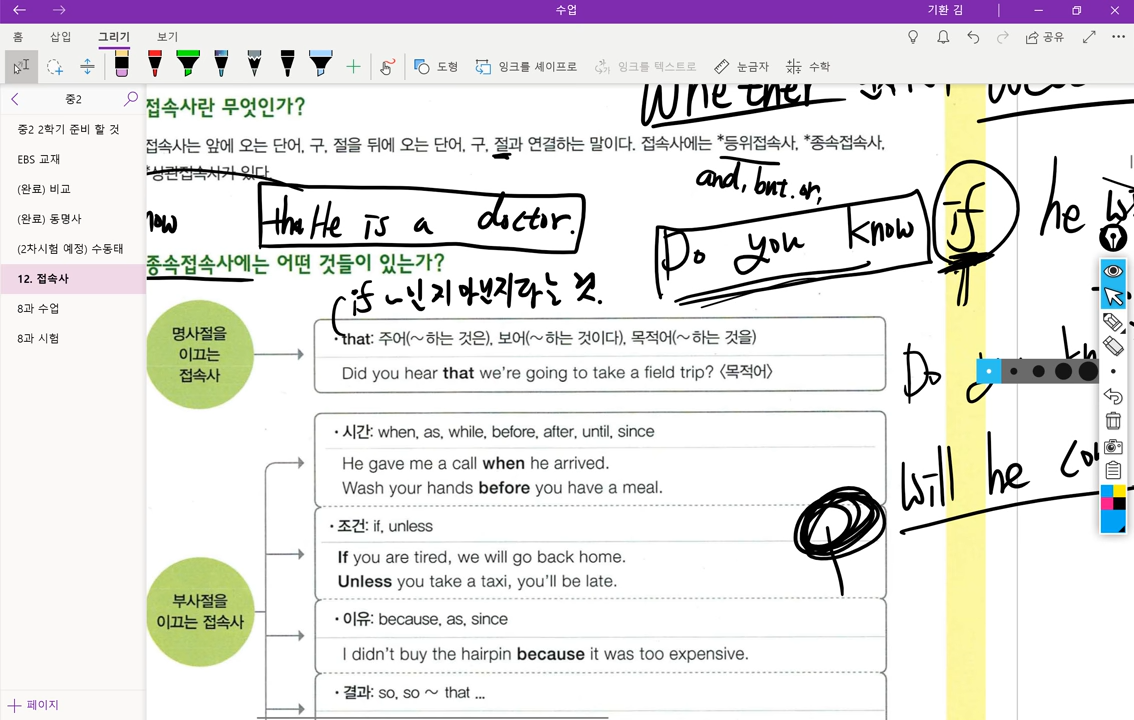 수업
기환 김
홈 삽입 그리기 보기
공유
도형
잉크를 셰이프로
잉크를 텍스트로
눈금자
수학
중2
중2 2학기 준비 할 것
EBS 교재
(완료) 비교
(완료) 동명사
(2차시험 예정) 수동태
12. 접속사
8과 수업
8과 시험
페이지
접속사란 무엇인가?
Whether
접속사는 앞에 오는 단어, 구, 절을 뒤에 오는 단어, 구, 절과 연결하는 말이다. 접속사에는 *등위접속사, *종속접속사,
*상관접속사가 있다.
and, but, or,
He is a doctor.
Do you know if he
종속접속사에는 어떤 것들이 있는가?
if ~인지 아닌지라는 것.
명사절을
이끄는
접속사
· that: 주어(~하는 것은), 보어(~하는 것이다), 목적어(~하는 것을)
Did you hear that we're going to take a field trip? 〈목적어〉
Do
Will he
부사절을
이끄는 접속사
· 시간: when, as, while, before, after, until, since
He gave me a call when he arrived.
Wash your hands before you have a meal.
· 조건: if, unless
If you are tired, we will go back home.
Unless you take a taxi, you'll be late.
· 이유: because, as, since
I didn't buy the hairpin because it was too expensive.
· 결과: so, so ~ that ...